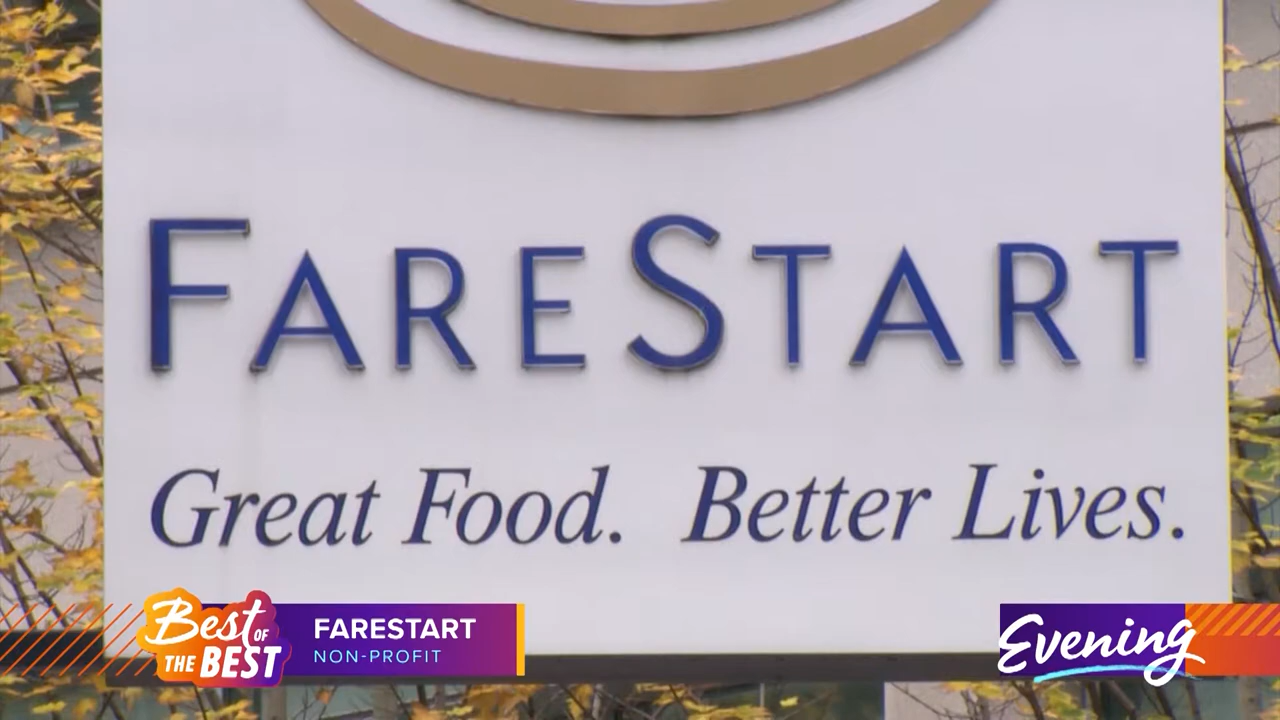 FARESTART
Great Food. Better Lives.
Best OF
THE BEST
FARESTART
NON-PROFIT
Evening